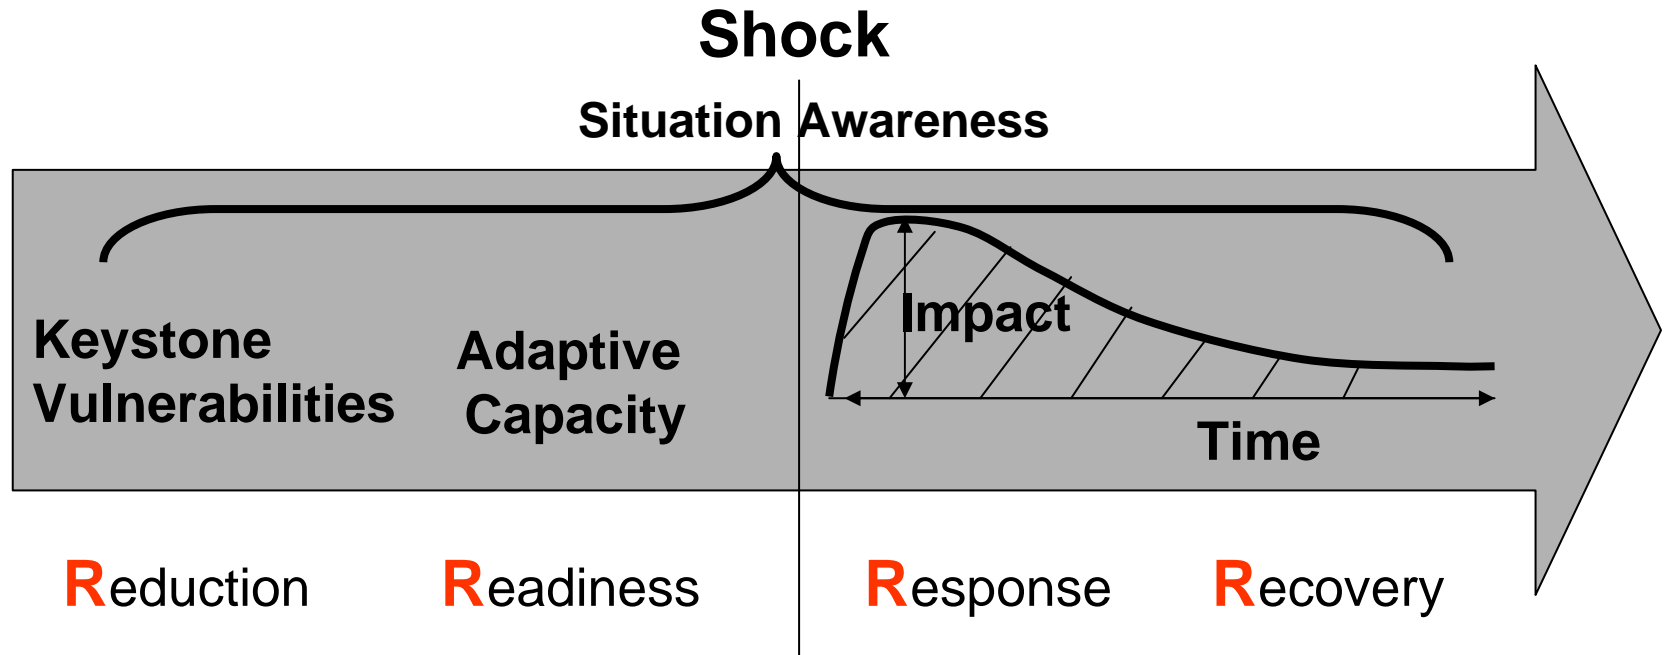 Shock
Situation Awareness
Keystone
Vulnerabilities
Adaptive
Capacity
Impact
Time
Reduction
Readiness
Response
Recovery